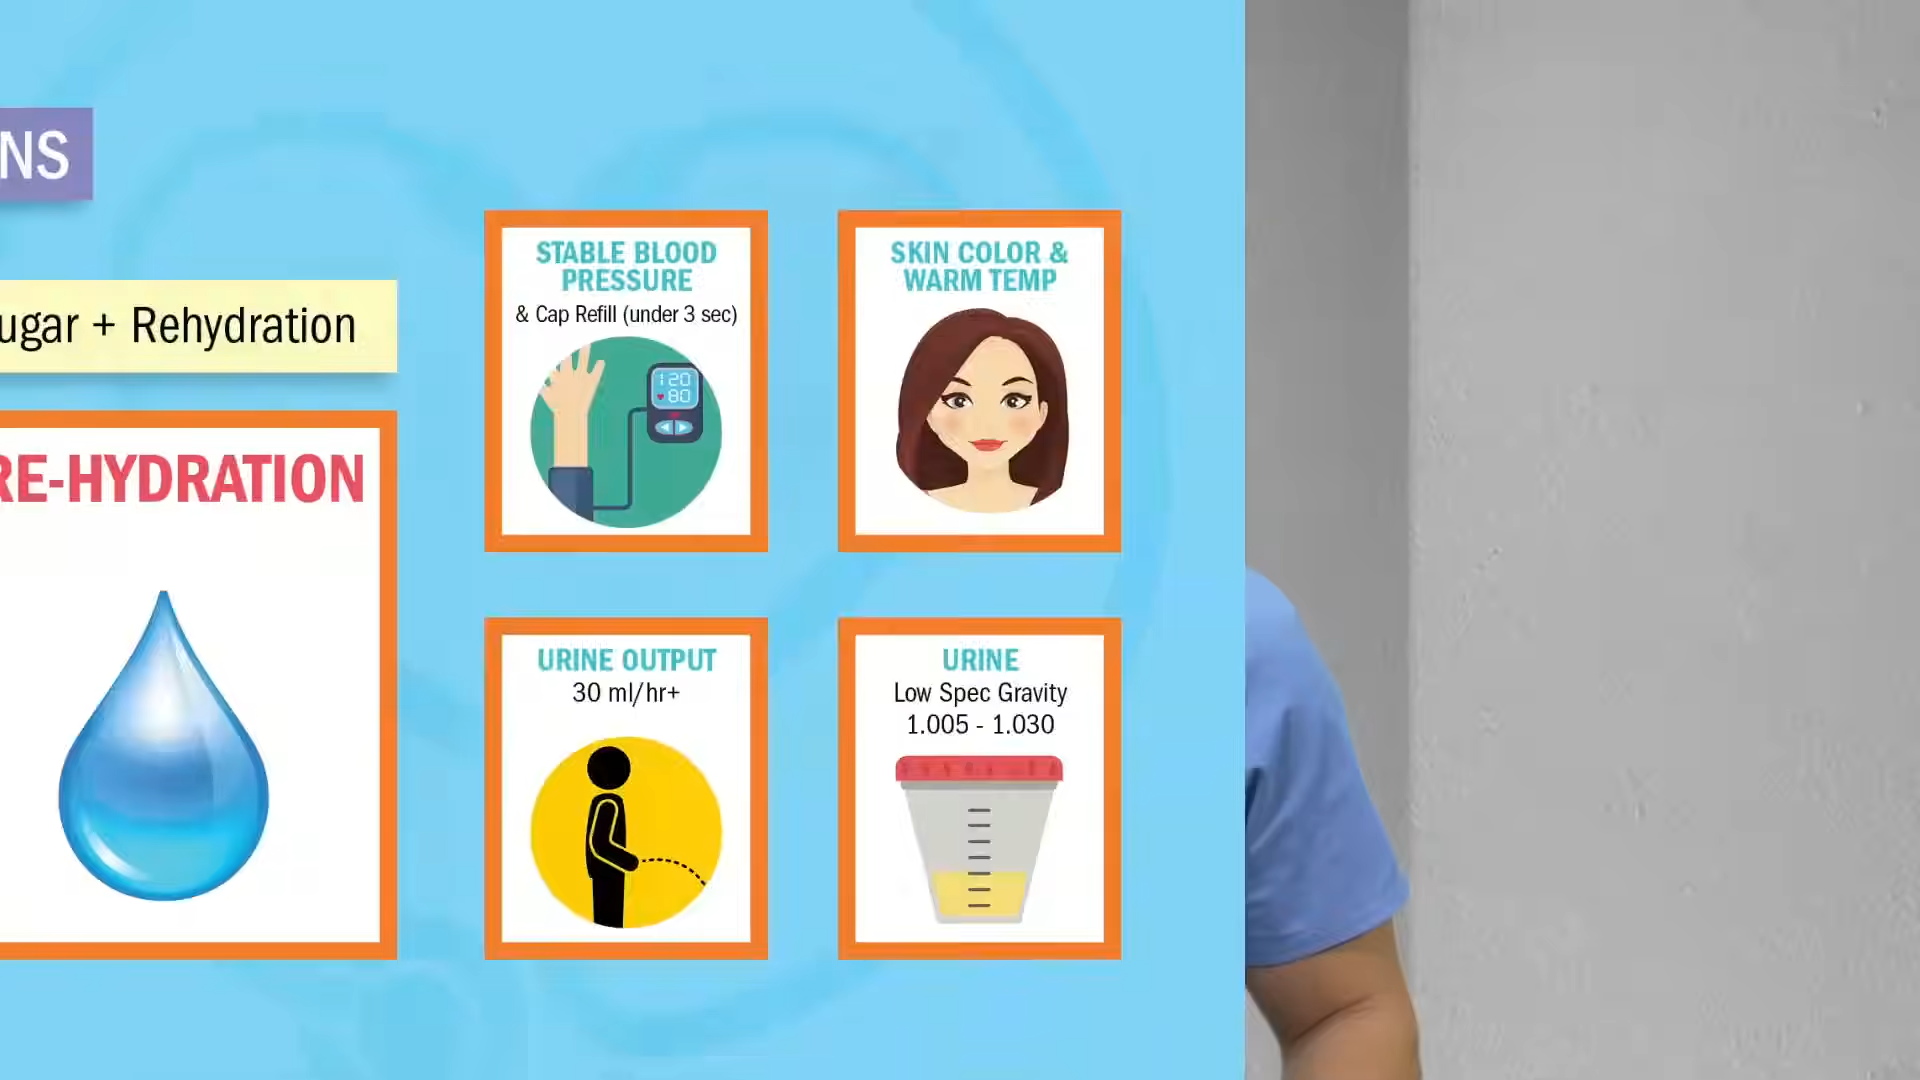 NS
ugar + Rehydration
RE-HYDRATION
STABLE BLOOD
PRESSURE
& Cap Refill (under 3 sec)
120
80
SKIN COLOR &
WARM TEMP
URINE OUTPUT
30 ml/hr+
URINE
Low Spec Gravity
1.005 - 1.030